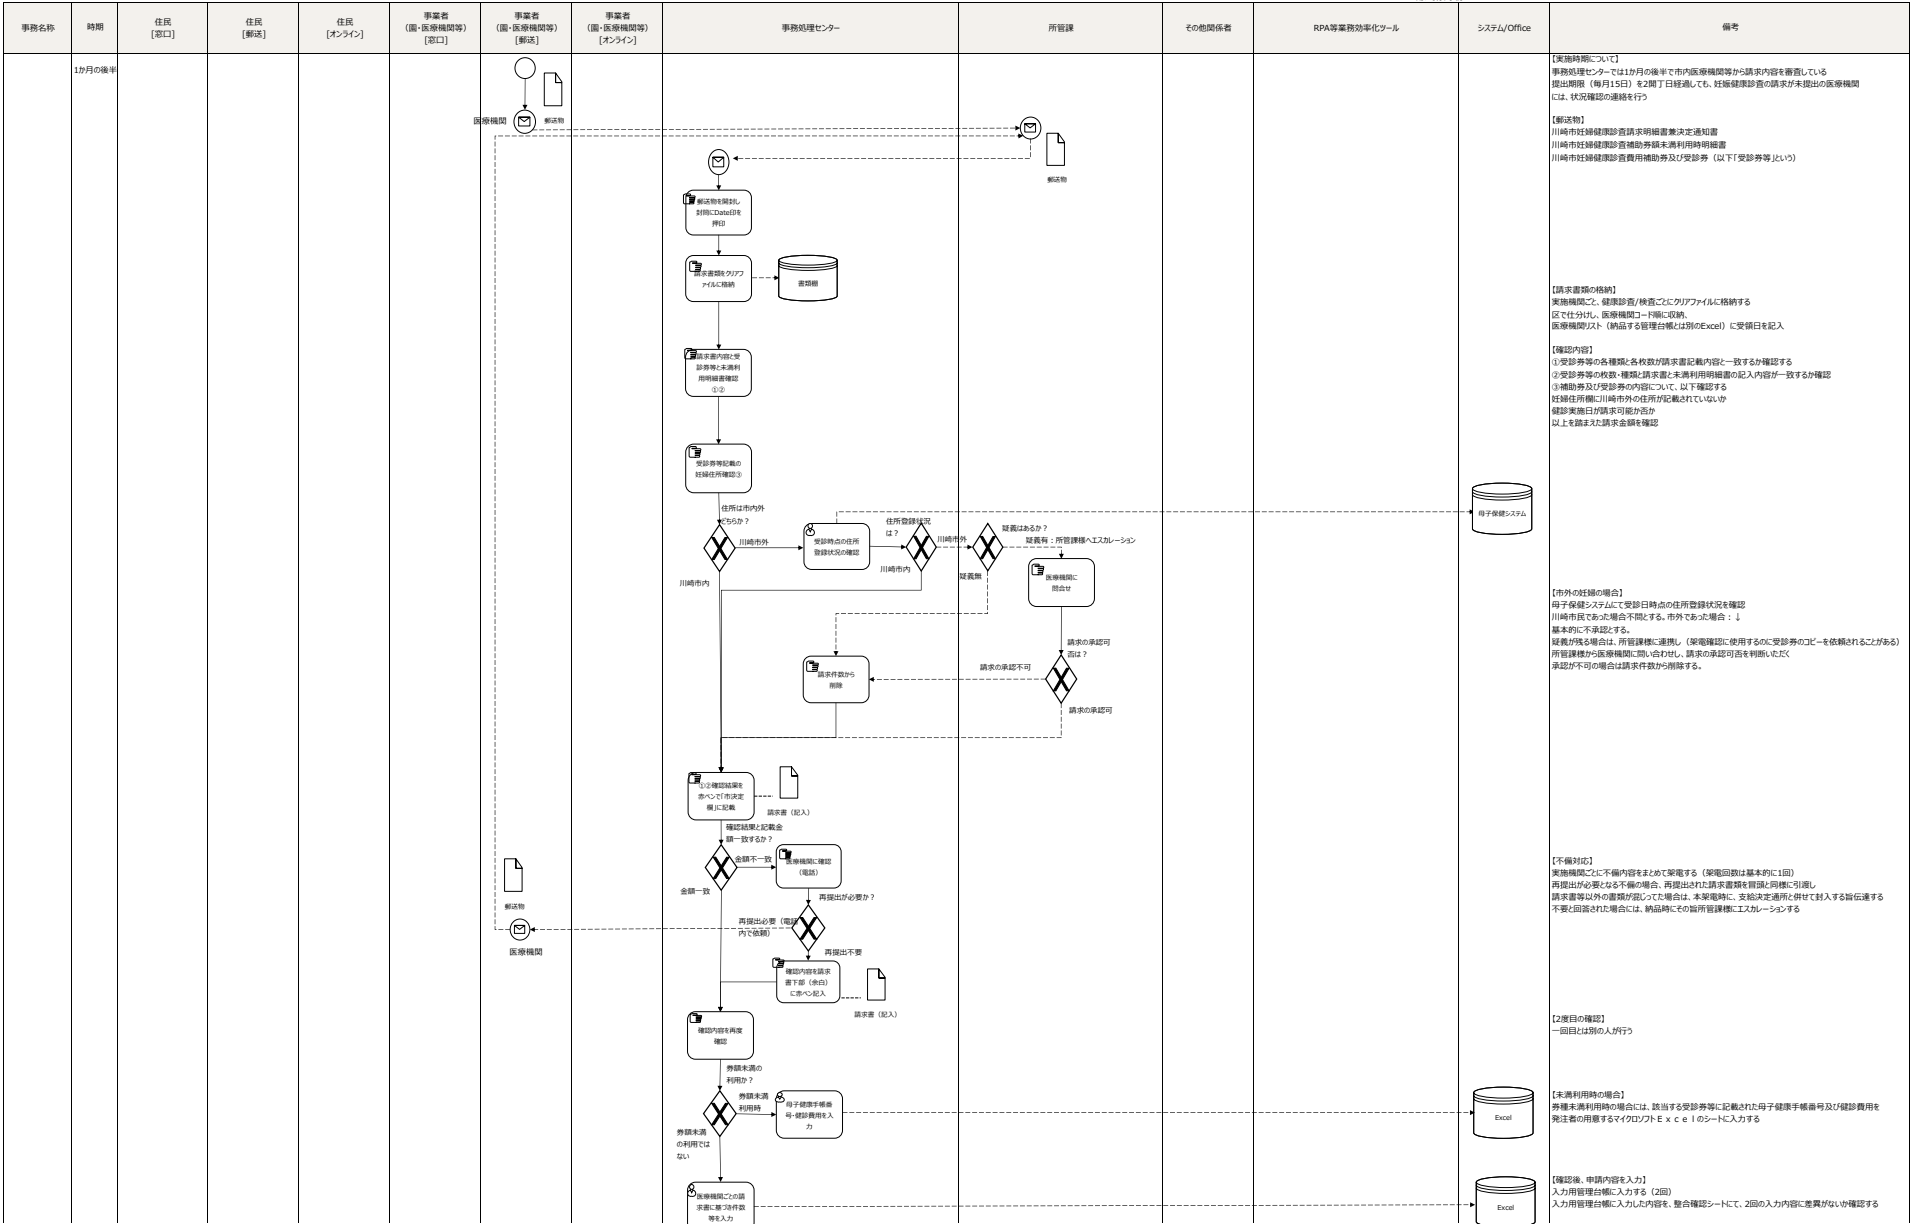 事務名称
時期
住民
[窓口]
住民
[郵送]
住民
[オンライン]
事業者
（園・医療機関等）
[窓口]
事業者
（園・医療機関等）
[郵送]
事業者
（園・医療機関等）
[オンライン]
事務処理センター
所管課
その他関係者
RPA等業務効率化ツール
システム/Office
備考
1か月の後半
郵送物
医療機関
郵送物
郵送物を開封し
封筒にDate印を
押印
請求書類をクリアフ
ァイルに格納
書類棚
請求書内容と受
診券等と未満利
用明細書確認
①②
受診券等記載の
妊婦住所確認③
住所は市内外
どちらか？
川崎市外
川崎市内
受診時点の住所
登録状況の確認
住所登録状況
は？
川崎市外
川崎市内
疑義はあるか？
疑義有：所管課様へエスカレーション
疑義無
医療機関に
問合せ
請求の承認可
否は？
請求の承認不可
請求の承認可
請求件数から
削除
母子保健システム
①②確認結果を
赤ペンで「市決定
欄」に記載
請求書（記入）
確認結果と記載金
額一致するか？
金額不一致
金額一致
医療機関に確認
（電話）
再提出が必要か？
再提出必要（電話
内で依頼）
再提出不要
郵送物
医療機関
確認内容を請求
書下部（余白）
に赤ペン記入
請求書（記入）
確認内容を再度
確認
券額未満の
利用か？
券額未満
利用時
券額未満
の利用では
ない
母子健康手帳番
号・健診費用を入
力
Excel
医療機関ごとの請
求書に基づき件数
等を入力
Excel
【実施時期について】
事務処理センターでは1か月の後半で市内医療機関等から請求内容を審査している
提出期限（毎月15日）を2開丁日経過しても、妊娠健康診査の請求が未提出の医療機関
には、状況確認の連絡を行う
【郵送物】
川崎市妊婦健康診査請求明細書兼決定通知書
川崎市妊婦健康診査補助券額未満利用時明細書
川崎市妊婦健康診査費用補助券及び受診券（以下「受診券等」という）
【請求書類の格納】
実施機関ごと、健康診査/検査ごとにクリアファイルに格納する
区で仕分けし、医療機関コード順に収納、
医療機関リスト（納品する管理台帳とは別のExcel）に受領日を記入
【確認内容】
①受診券等の各種類と各枚数が請求書記載内容と一致するか確認する
②受診券等の枚数・種類と請求書と未満利用明細書の記入内容が一致するか確認
③補助券及び受診券の内容について、以下確認する
妊婦住所欄に川崎市外の住所が記載されていないか
健診実施日が請求可能か否か
以上を踏まえた請求金額を確認
【市外の妊婦の場合】
母子保健システムにて受診日時点の住所登録状況を確認
川崎市民であった場合不問とする。市外であった場合：↓
基本的に不承認とする。
疑義が残る場合は、所管課様に連携し（架電確認に使用するのに受診券のコピーを依頼されることがある）
所管課様から医療機関に問い合わせし、請求の承認可否を判断いただく
承認が不可の場合は請求件数から削除する。
【不備対応】
実施機関ごとに不備内容をまとめて架電する（架電回数は基本的に1回）
再提出が必要となる不備の場合、再提出された請求書類を冒頭と同様に引渡し
請求書等以外の書類が混じってた場合は、本架電時に、支給決定通所と併せて封入する旨伝達する
不要と回答された場合には、納品時にその旨所管課様にエスカレーションする
【2度目の確認】
一回目とは別の人が行う
【未満利用時の場合】
券種未満利用時の場合には、該当する受診券等に記載された母子健康手帳番号及び健診費用を
発注者の用意するマイクロソフトＥｘｃｅｌのシートに入力する
【確認後、申請内容を入力】
入力用管理台帳に入力する（2回）
入力用管理台帳に入力した内容を、整合確認シートにて、2回の入力内容に差異がないか確認する